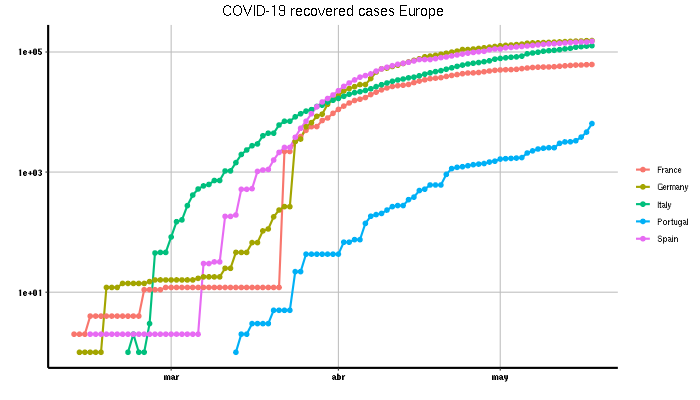 COVID-19 recovered cases Europe
1e+05
1e+03
1e+01
mar
abr
may
France
Germany
Italy
Portugal
Spain